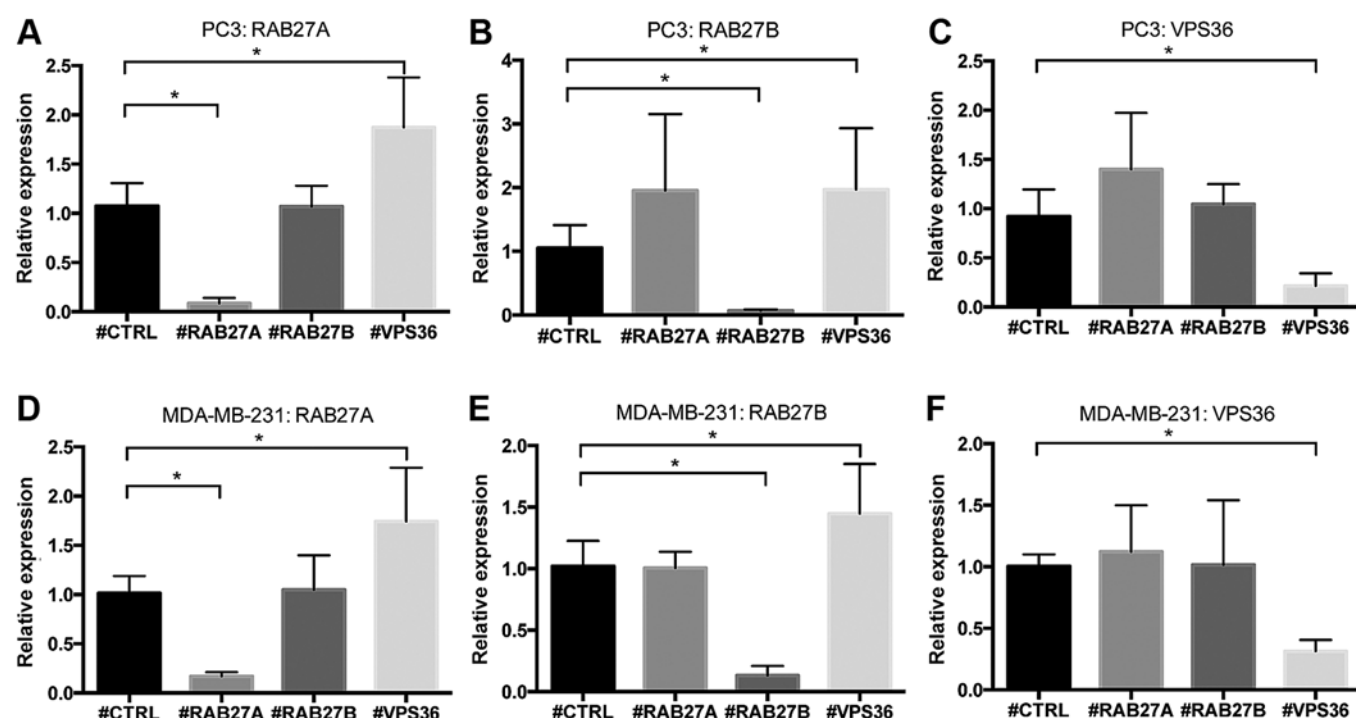 A
PC3: RAB27A
Relative expression
2.5
2.0
1.5
1.0
0.5
0.0
*
*
#CTRL #RAB27A #RAB27B #VPS36
B
PC3: RAB27B
Relative expression
4
3
2
1
0
*
*
#CTRL #RAB27A #RAB27B #VPS36
C
PC3: VPS36
Relative expression
2.5
2.0
1.5
1.0
0.5
0.0
*
#CTRL #RAB27A #RAB27B #VPS36
D
MDA-MB-231: RAB27A
Relative expression
2.5
2.0
1.5
1.0
0.5
0.0
*
*
#CTRL #RAB27A #RAB27B #VPS36
E
MDA-MB-231: RAB27B
Relative expression
2.0
1.5
1.0
0.5
0.0
*
*
#CTRL #RAB27A #RAB27B #VPS36
F
MDA-MB-231: VPS36
Relative expression
2.0
1.5
1.0
0.5
0.0
*
#CTRL #RAB27A #RAB27B #VPS36